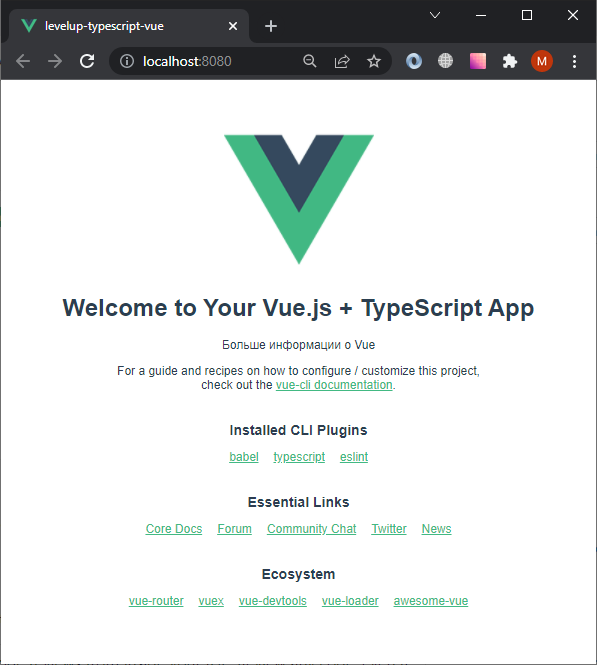 levelup-typescript-vue
localhost:8080
M
Welcome to Your Vue.js + TypeScript App
Больше информации о Vue
For a guide and recipes on how to configure / customize this project,
check out the vue-cli documentation.
Installed CLI Plugins
babel typescript eslint
Essential Links
Core Docs Forum Community Chat Twitter News
Ecosystem
vue-router vuex vue-devtools vue-loader awesome-vue